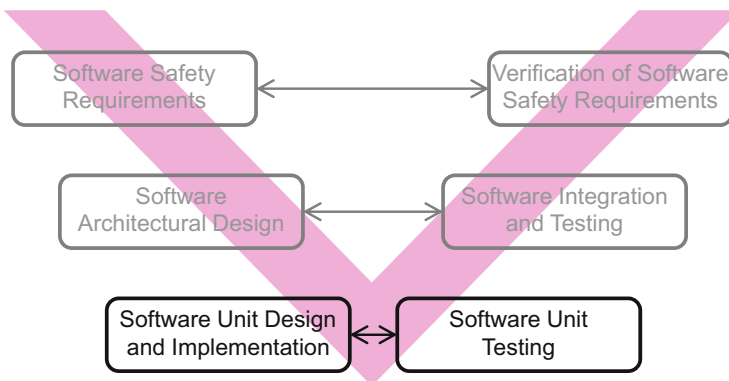 Software Safety
Requirements
Verification of Software
Safety Requirements
Software
Architectural Design
Software Integration
and Testing
Software Unit Design
and Implementation
Software Unit
Testing